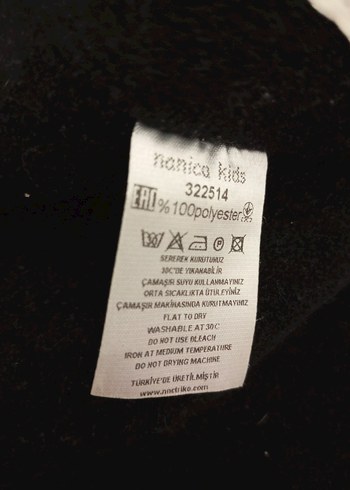 nanica kids
322514
EAC %100polyester
SEREREK KURUTUNUZ
30C'DE YIKANABİLİR
ÇAMAŞIR SUYU KULLANMAYINIZ
ORTA SICAKLIKTA ÜTÜLEYİNİZ
ÇAMAŞIR MAKİNASINDA KURUTMAYINIZ
FLAT TO DRY
WASHABLE AT 30 C
DO NOT USE BLEACH
IRON AT MEDIUM TEMPERATURE
DO NOT DRYING MACHINE
TÜRKİYE'DE ÜRETİLMİŞTİR